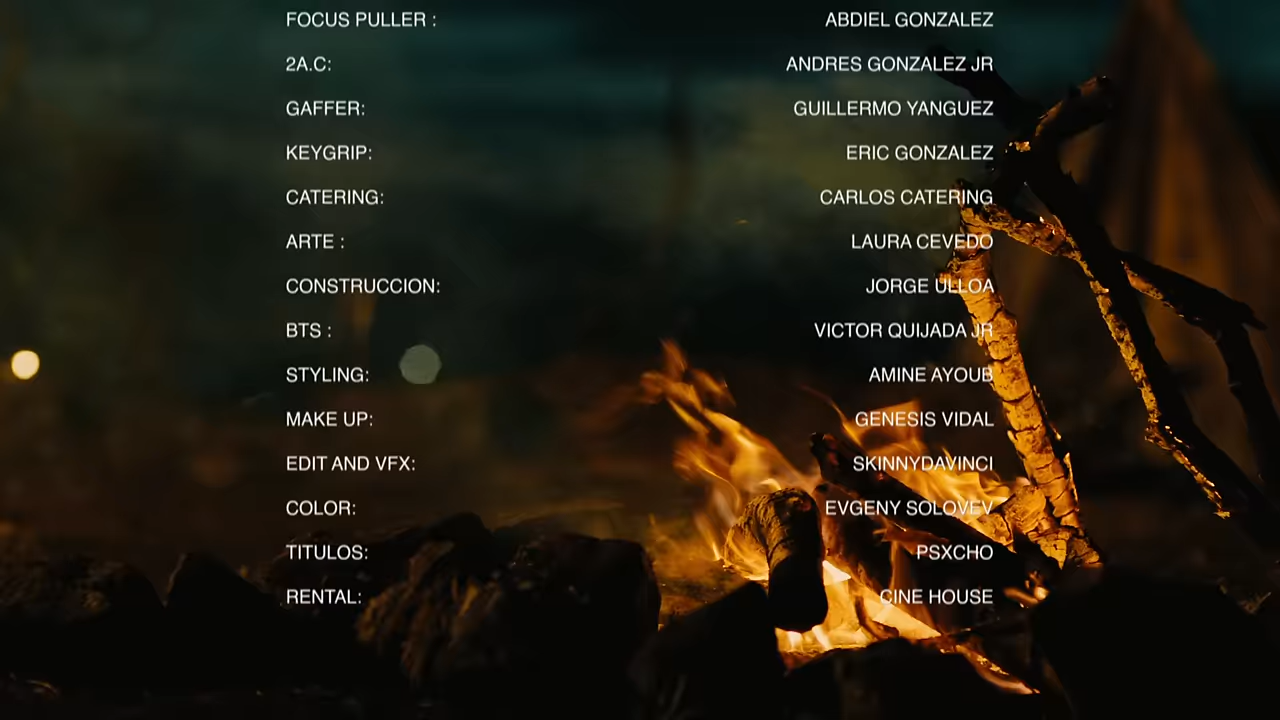 FOCUS PULLER : ABDIEL GONZALEZ
2A.C: ANDRES GONZALEZ JR
GAFFER: GUILLERMO YANGUEZ
KEYGRIP: ERIC GONZALEZ
CATERING: CARLOS CATERING
ARTE : LAURA CEVEDO
CONSTRUCCION: JORGE ULLOA
BTS : VICTOR QUIJADA JR
STYLING: AMINE AYOUB
MAKE UP: GENESIS VIDAL
EDIT AND VFX: SKINNYDAVINCI
COLOR: EVGENY SOLOVEV
TITULOS: PSXCHO
RENTAL: CINE HOUSE